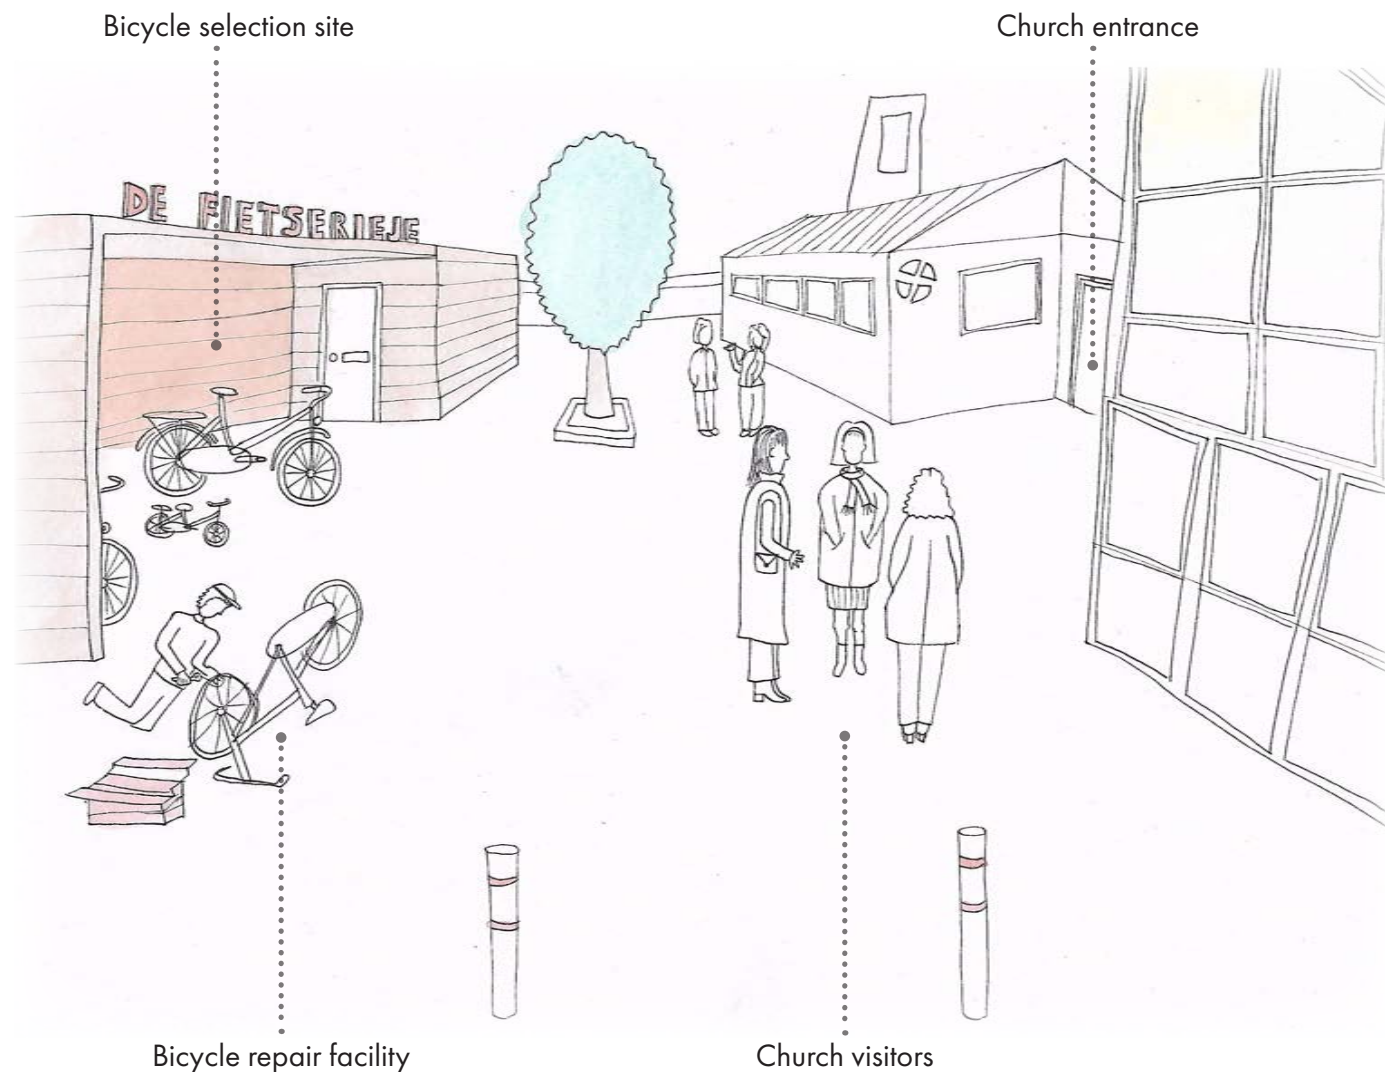 Bicycle selection site
Church entrance
DE FIETSERIEJE
Bicycle repair facility
Church visitors